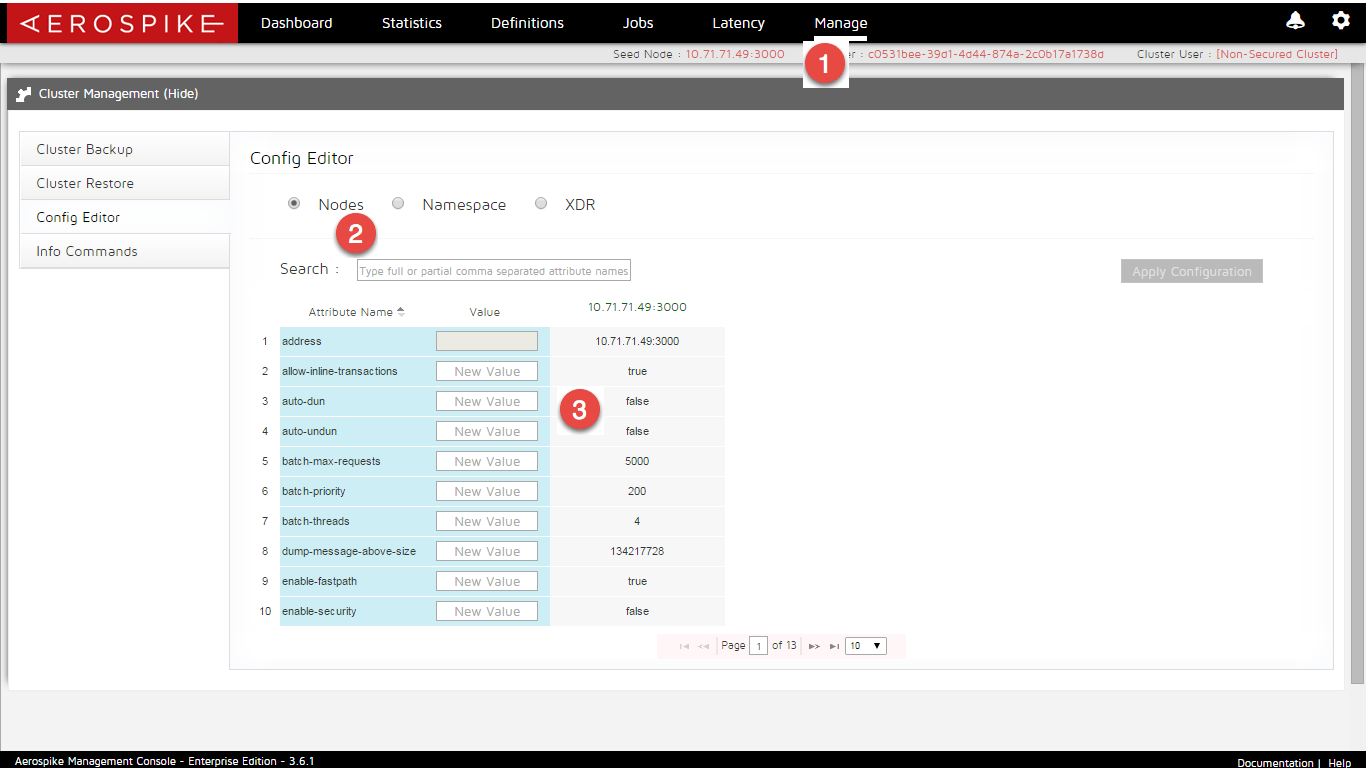 AEROSPIKE Dashboard Statistics Definitions Jobs Latency Manage
Seed Node : 10.71.71.49:3000 1 er : c0531bee-39d1-4d44-874a-2c0b17a1738d Cluster User : [Non-Secured Cluster]
Cluster Management (Hide)
Cluster Backup
Cluster Restore
Config Editor
Info Commands
Config Editor
Nodes Namespace XDR
2
Search : Type full or partial comma separated attribute names Apply Configuration
Attribute Name Value 10.71.71.49:3000
1 address 10.71.71.49:3000
2 allow-inline-transactions New Value true
3 auto-dun New Value 3 false
4 auto-undun New Value false
5 batch-max-requests New Value 5000
6 batch-priority New Value 200
7 batch-threads New Value 4
8 dump-message-above-size New Value 134217728
9 enable-fastpath New Value true
10 enable-security New Value false
Page 1 of 13 10
Aerospike Management Console - Enterprise Edition - 3.6.1 Documentation | Help